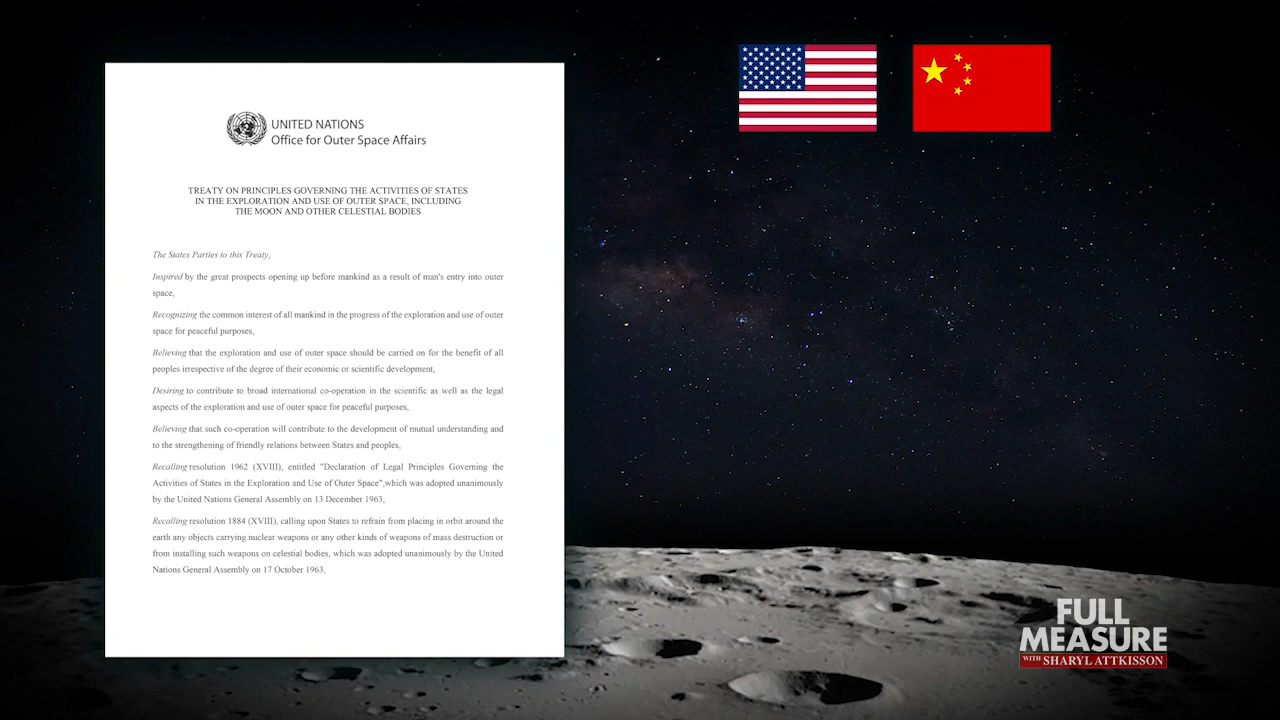 UNITED NATIONS
Office for Outer Space Affairs
TREATY ON PRINCIPLES GOVERNING THE ACTIVITIES OF STATES
IN THE EXPLORATION AND USE OF OUTER SPACE, INCLUDING
THE MOON AND OTHER CELESTIAL BODIES
The States Parties to this Treaty,
Inspired by the great prospects opening up before mankind as a result of man's entry into outer
space,
Recognizing the common interest of all mankind in the progress of the exploration and use of outer
space for peaceful purposes,
Believing that the exploration and use of outer space should be carried on for the benefit of all
peoples irrespective of the degree of their economic or scientific development,
Desiring to contribute to broad international co-operation in the scientific as well as the legal
aspects of the exploration and use of outer space for peaceful purposes,
Believing that such co-operation will contribute to the development of mutual understanding and
to the strengthening of friendly relations between States and peoples,
Recalling resolution 1962 (XVIII), entitled "Declaration of Legal Principles Governing the
Activities of States in the Exploration and Use of Outer Space",which was adopted unanimously
by the United Nations General Assembly on 13 December 1963,
Recalling resolution 1884 (XVIII), calling upon States to refrain from placing in orbit around the
earth any objects carrying nuclear weapons or any other kinds of weapons of mass destruction or
from installing such weapons on celestial bodies, which was adopted unanimously by the United
Nations General Assembly on 17 October 1963,
FULL
MEASURE
WITH SHARYL ATTKISSON